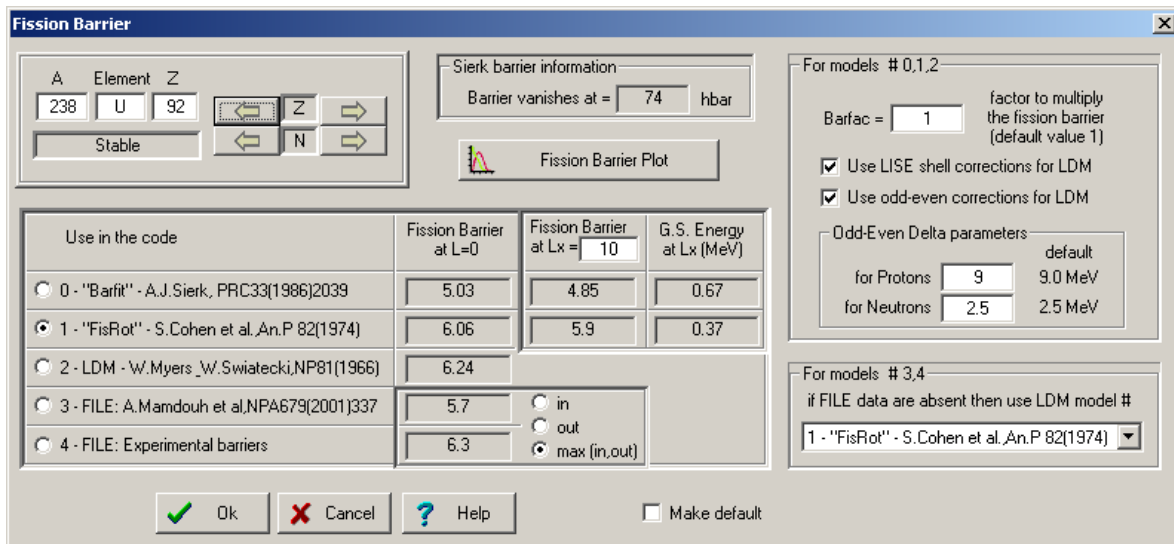 Fission Barrier
A Element Z
238 U 92
Stable
Z
N
Sierk barrier information
Barrier vanishes at = 74 hbar
Fission Barrier Plot
For models # 0,1,2
Barfac = 1
factor to multiply
the fission barrier
(default value 1)
Use LISE shell corrections for LDM
Use odd-even corrections for LDM
Odd-Even Delta parameters
default
for Protons 9 9.0 MeV
for Neutrons 2.5 2.5 MeV
Use in the code
Fission Barrier
at L=0
Fission Barrier
at Lx = 10
G.S. Energy
at Lx (MeV)
0 - "Barfit" - A.J.Sierk, PRC33(1986)2039 5.03 4.85 0.67
1 - "FisRot" - S.Cohen et al.,An.P 82(1974) 6.06 5.9 0.37
2 - LDM - W.Myers_W.Swiatecki,NP81(1966) 6.24
3 - FILE: A.Mamdouh et al,NPA679(2001)337 5.7
4 - FILE: Experimental barriers 6.3
in
out
max (in,out)
For models # 3,4
if FILE data are absent then use LDM model #
1 - "FisRot" - S.Cohen et al.,An.P 82(1974)
Ok
Cancel
? Help
Make default